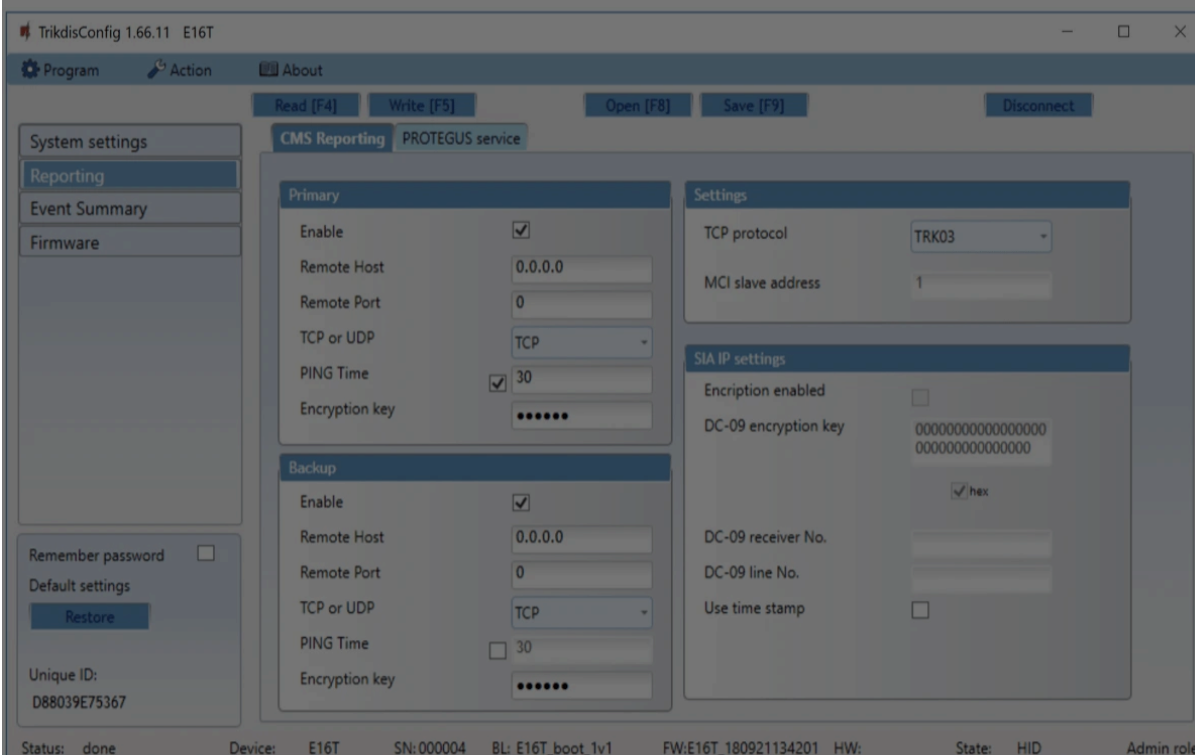 TrikdisConfig 1.66.11 E16T
Program Action About
Read [F4] Write [F5] Open [F8] Save [F9] Disconnect
System settings
Reporting
Event Summary
Firmware
CMS Reporting PROTEGUS service
Primary
Enable
Remote Host 0.0.0.0
Remote Port 0
TCP or UDP TCP
PING Time 30
Encryption key ••••••
Backup
Enable
Remote Host 0.0.0.0
Remote Port 0
TCP or UDP TCP
PING Time 30
Encryption key ••••••
Settings
TCP protocol TRK03
MCI slave address 1
SIA IP settings
Encription enabled
DC-09 encryption key 00000000000000000
000000000000000
hex
DC-09 receiver No.
DC-09 line No.
Use time stamp
Remember password
Default settings
Restore
Unique ID:
D88039E75367
Status: done Device: E16T SN: 000004 BL: E16T_boot_1v1 FW:E16T_180921134201 HW: State: HID Admin role